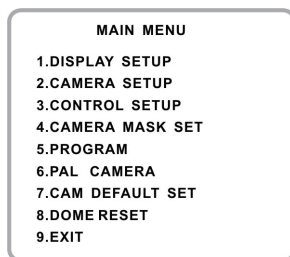 MAIN MENU
1.DISPLAY SETUP
2.CAMERA SETUP
3.CONTROL SETUP
4.CAMERA MASK SET
5.PROGRAM
6.PAL CAMERA
7.CAM DEFAULT SET
8.DOME RESET
9.EXIT